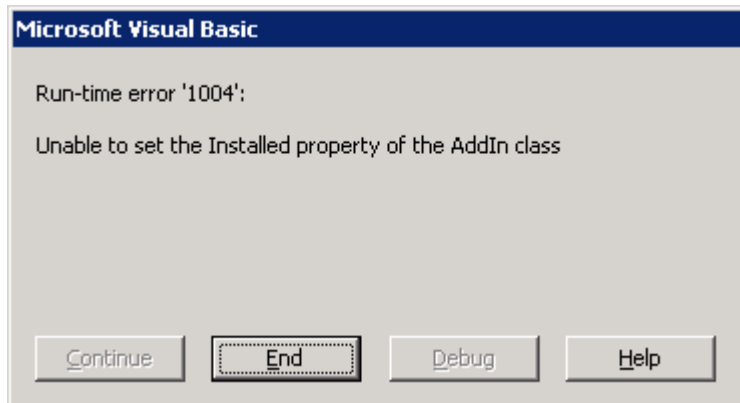 Microsoft Visual Basic
Run-time error '1004':
Unable to set the Installed property of the AddIn class
Continue End Debug Help